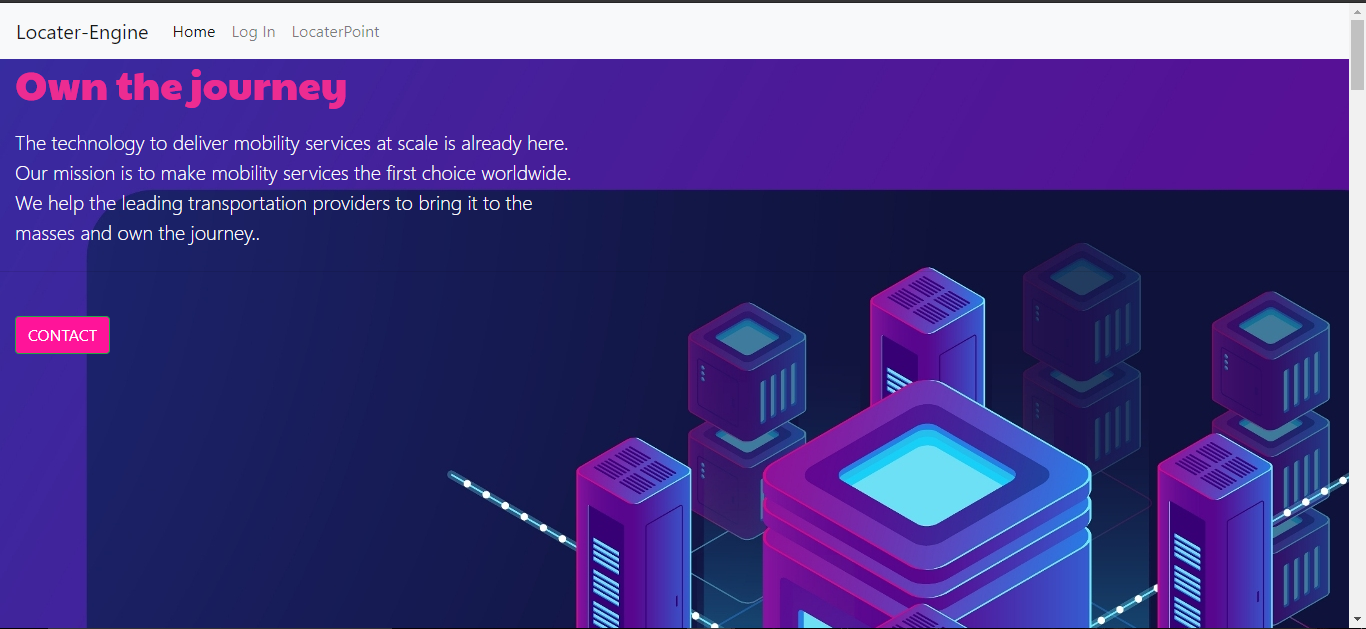 Locater-Engine Home Log In LocaterPoint
Own the journey
The technology to deliver mobility services at scale is already here.
Our mission is to make mobility services the first choice worldwide.
We help the leading transportation providers to bring it to the
masses and own the journey..
CONTACT